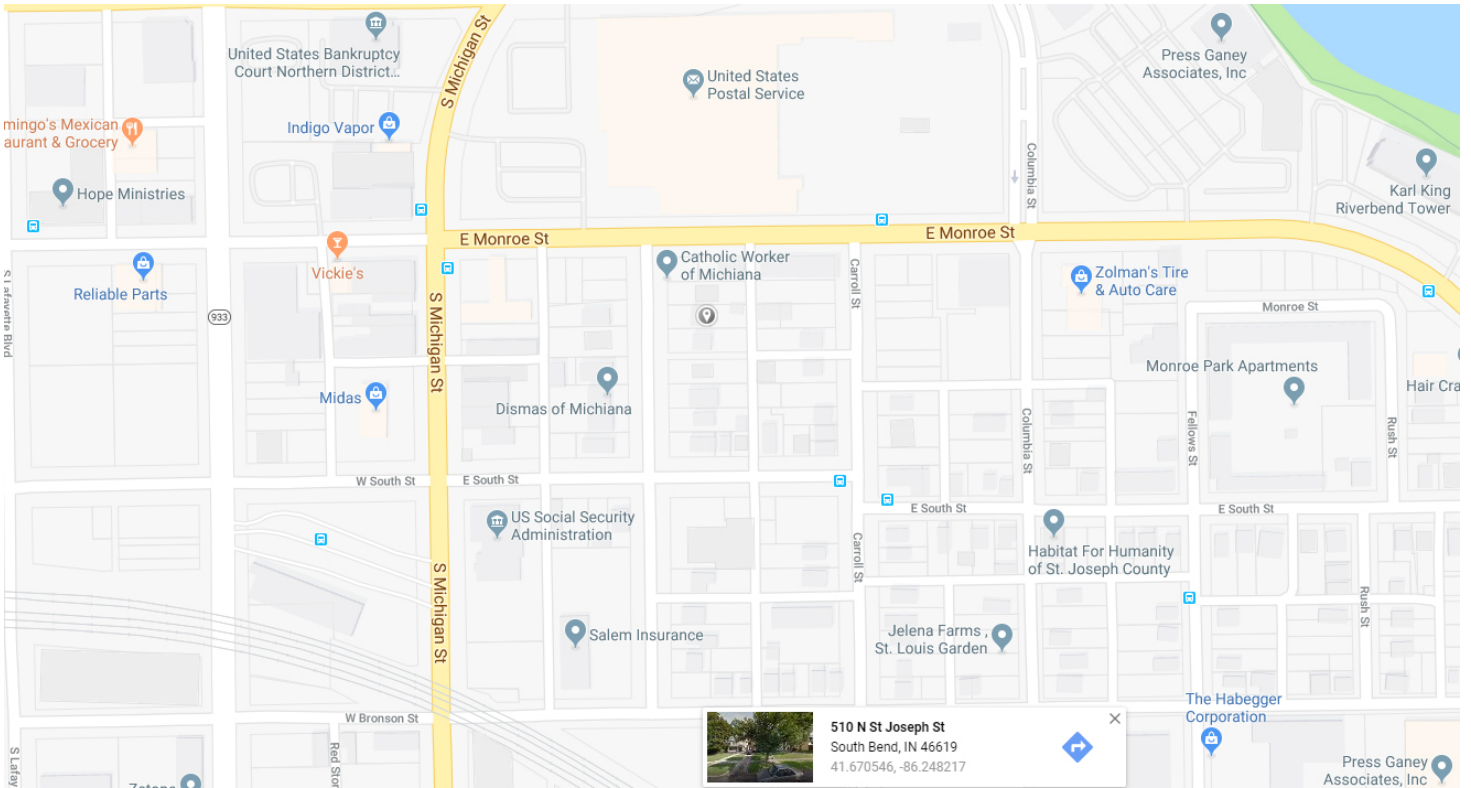 United States Bankruptcy
Court Northern District...
S Michigan St
United States
Postal Service
Press Ganey
Associates, Inc
mingo's Mexican
aurant & Grocery
Indigo Vapor
Columbia St
Hope Ministries
Karl King
Riverbend Tower
E Monroe St
E Monroe St
Vickie's
Catholic Worker
of Michiana
Reliable Parts
S Lafayette Blvd
933
S Michigan St
Carroll St
Zolman's Tire
& Auto Care
Monroe St
Midas
Dismas of Michiana
Monroe Park Apartments
Hair Cra
Columbia St
Fellows St
Rush St
W South St
E South St
E South St
E South St
US Social Security
Administration
Carroll St
Habitat For Humanity
of St. Joseph County
S Michigan St
Salem Insurance
Jelena Farms ,
St. Louis Garden
Rush St
W Bronson St
The Habegger
Corporation
510 N St Joseph St
South Bend, IN 46619
41.670546, -86.248217
S Lafay
Red Stor
Press Ganey
Associates, Inc